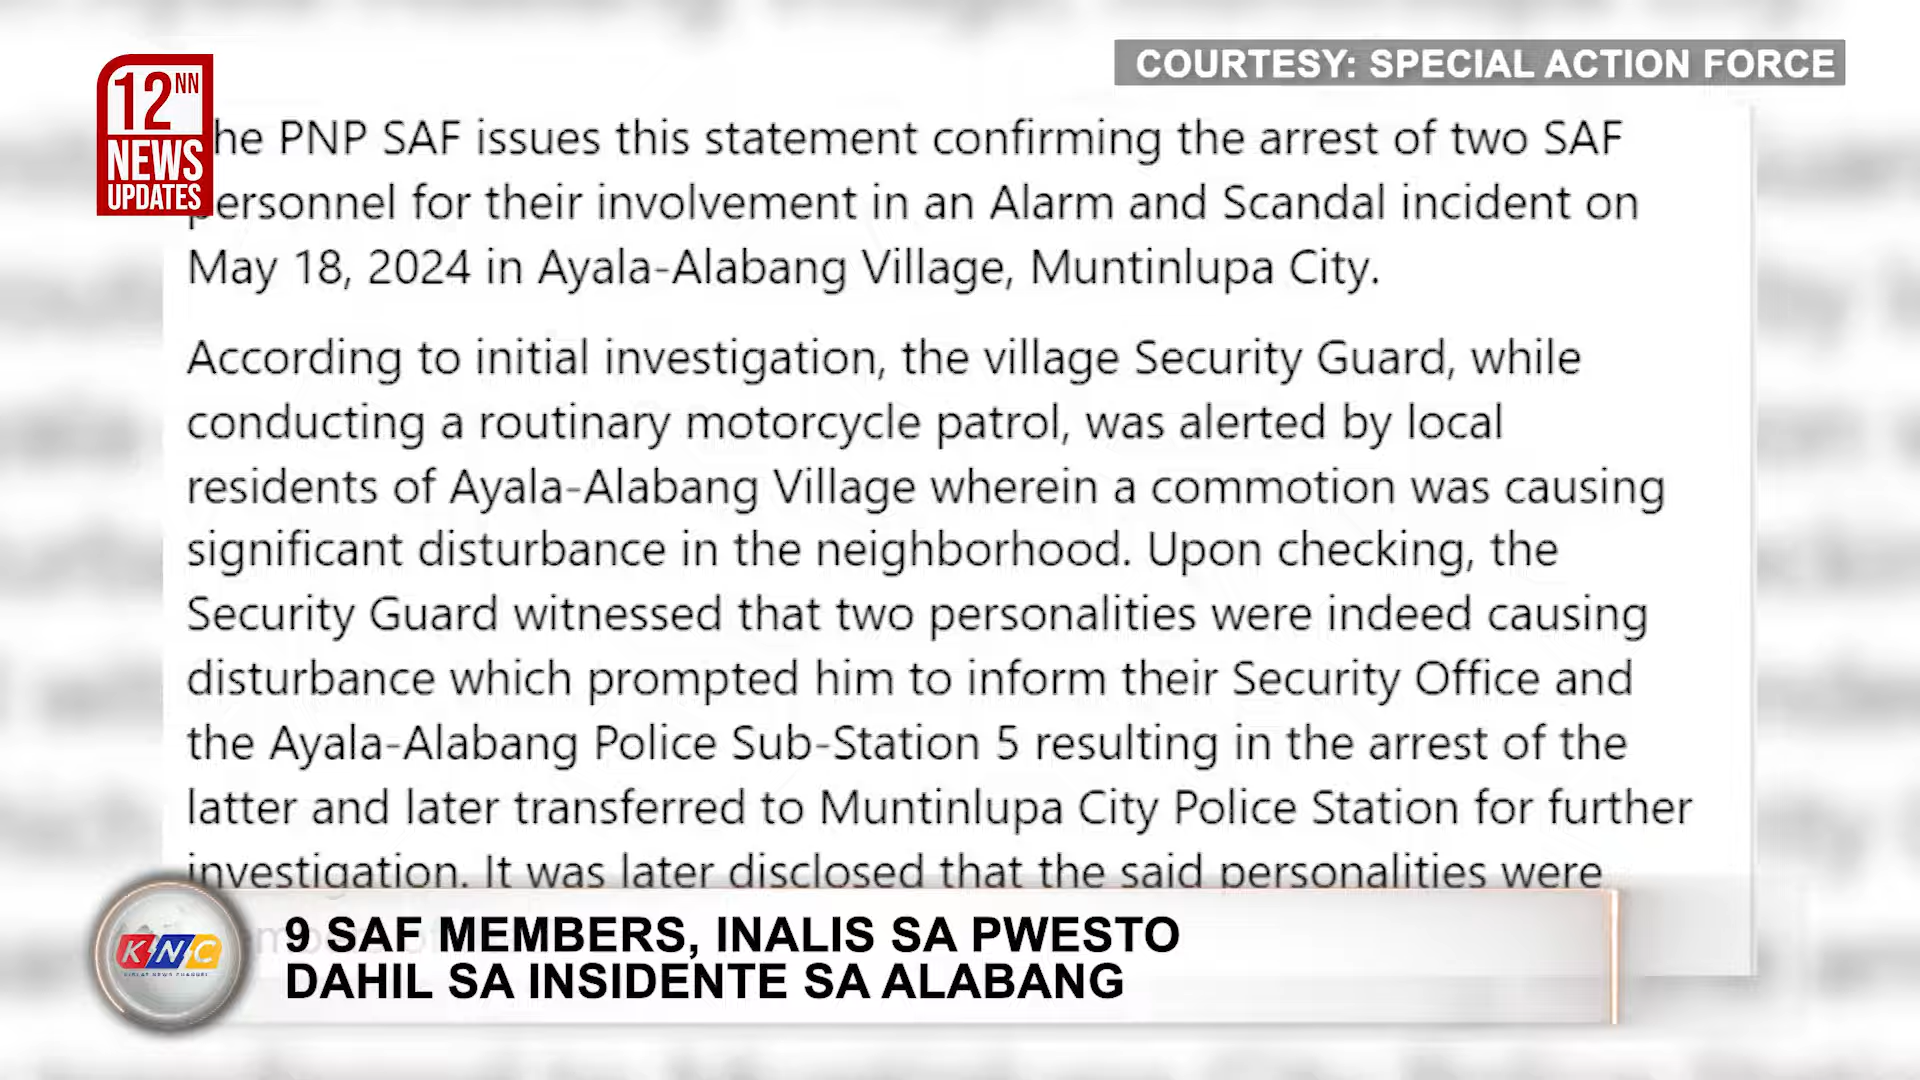 COURTESY: SPECIAL ACTION FORCE
12NN
NEWS
UPDATES
he PNP SAF issues this statement confirming the arrest of two SAF
personnel for their involvement in an Alarm and Scandal incident on
May 18, 2024 in Ayala-Alabang Village, Muntinlupa City.
According to initial investigation, the village Security Guard, while
conducting a routinary motorcycle patrol, was alerted by local
residents of Ayala-Alabang Village wherein a commotion was causing
significant disturbance in the neighborhood. Upon checking, the
Security Guard witnessed that two personalities were indeed causing
disturbance which prompted him to inform their Security Office and
the Ayala-Alabang Police Sub-Station 5 resulting in the arrest of the
latter and later transferred to Muntinlupa City Police Station for further
investigation. It was later disclosed that the said personalities were
KNC
9 SAF MEMBERS, INALIS SA PWESTO
DAHIL SA INSIDENTE SA ALABANG